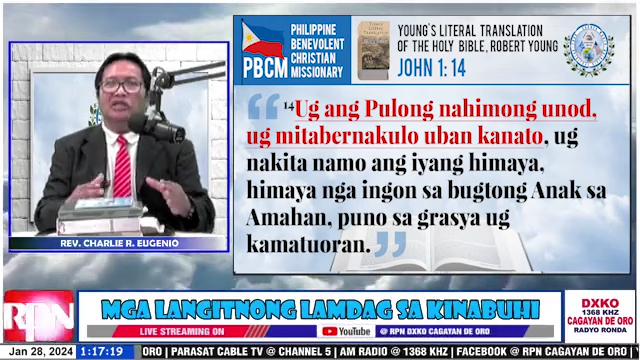 PHILIPPINE
BENEVOLENT
CHRISTIAN
MISSIONARY
PBCM
YOUNG'S LITERAL TRANSLATION
OF THE HOLY BIBLE, ROBERT YOUNG
JOHN 1: 14
14Ug ang Pulong nahimong unod,
ug mitabernakulo uban kanato, ug
nakita namo ang iyang himaya,
himaya nga ingon sa bugtong Anak sa
Amahan, puno sa grasya ug
kamatuoran.
REV. CHARLIE R. EUGENIO
RPN
MGA LANGITNONG LAMDAG SA KINABUHI
LIVE STREAMING ON YouTube @ RPN DXKO CAGAYAN DE ORO
DXKO
1368 KHZ
CAGAYAN DE ORO
RADYO RONDA
Jan 28, 2024 1:17:19 ORO | PARASAT CABLE TV @ CHANNEL 5 | AM RADIO @ 1368 KHZ | FACEBOOK @ RPN DXKO CAGAYAN DE ORO